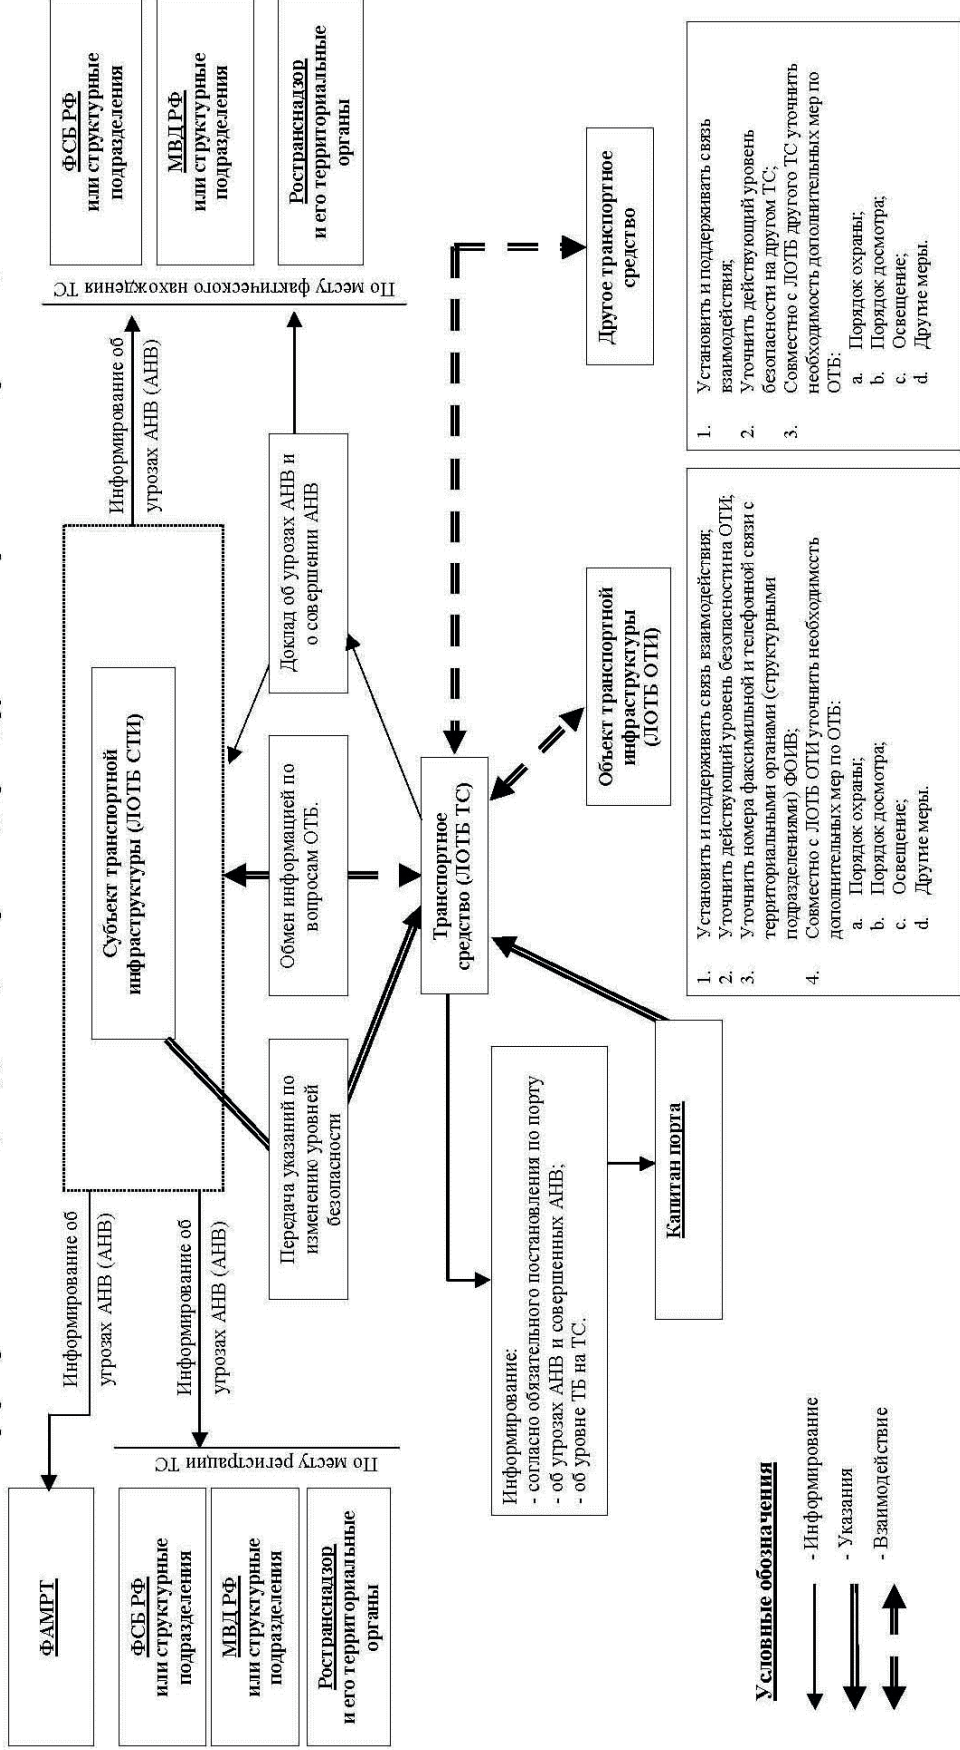 ФАМРТ
ФСБ РФ
или структурные
подразделения
МВД РФ
или структурные
подразделения
Ространснадзор
и его территориальные
органы
По месту регистрации ТС
Информирование об
угрозах АНВ (АНВ)
Информирование об
угрозах АНВ (АНВ)
Субъект транспортной
инфраструктуры (ЛОТБ СТИ)
Информирование об
угрозах АНВ (АНВ)
По месту фактического нахождения ТС
ФСБ РФ
или структурные
подразделения
МВД РФ
или структурные
подразделения
Ространснадзор
и его территориальные
органы
Передача указаний по
изменению уровней
безопасности
Обмен информацией по
вопросам ОТБ.
Доклад об угрозах АНВ и
о совершении АНВ
Транспортное
средство (ЛОТБ ТС)
Информирование:
- согласно обязательного постановления по порту
- об угрозах АНВ и совершенных АНВ;
- об уровне ТБ на ТС.
Капитан порта
Объект транспортной
инфраструктуры
(ЛОТБ ОТИ)
Другое транспортное
средство
1. Установить и поддерживать связь взаимодействия;
2. Уточнить действующий уровень безопасности на ОТИ;
3. Уточнить номера факсимильной и телефонной связи с
территориальными органами (структурными
подразделениями) ФОИВ;
4. Совместно с ЛОТБ ОТИ уточнить необходимость
дополнительных мер по ОТБ:
a. Порядок охраны;
b. Порядок досмотра;
c. Освещение;
d. Другие меры.
1. Установить и поддерживать связь
взаимодействия;
2. Уточнить действующий уровень
безопасности на другом ТС;
3. Совместно с ЛОТБ другого ТС уточнить
необходимость дополнительных мер по
ОТБ:
a. Порядок охраны;
b. Порядок досмотра;
c. Освещение;
d. Другие меры.
Условные обозначения
- Информирование
- Указания
- Взаимодействие